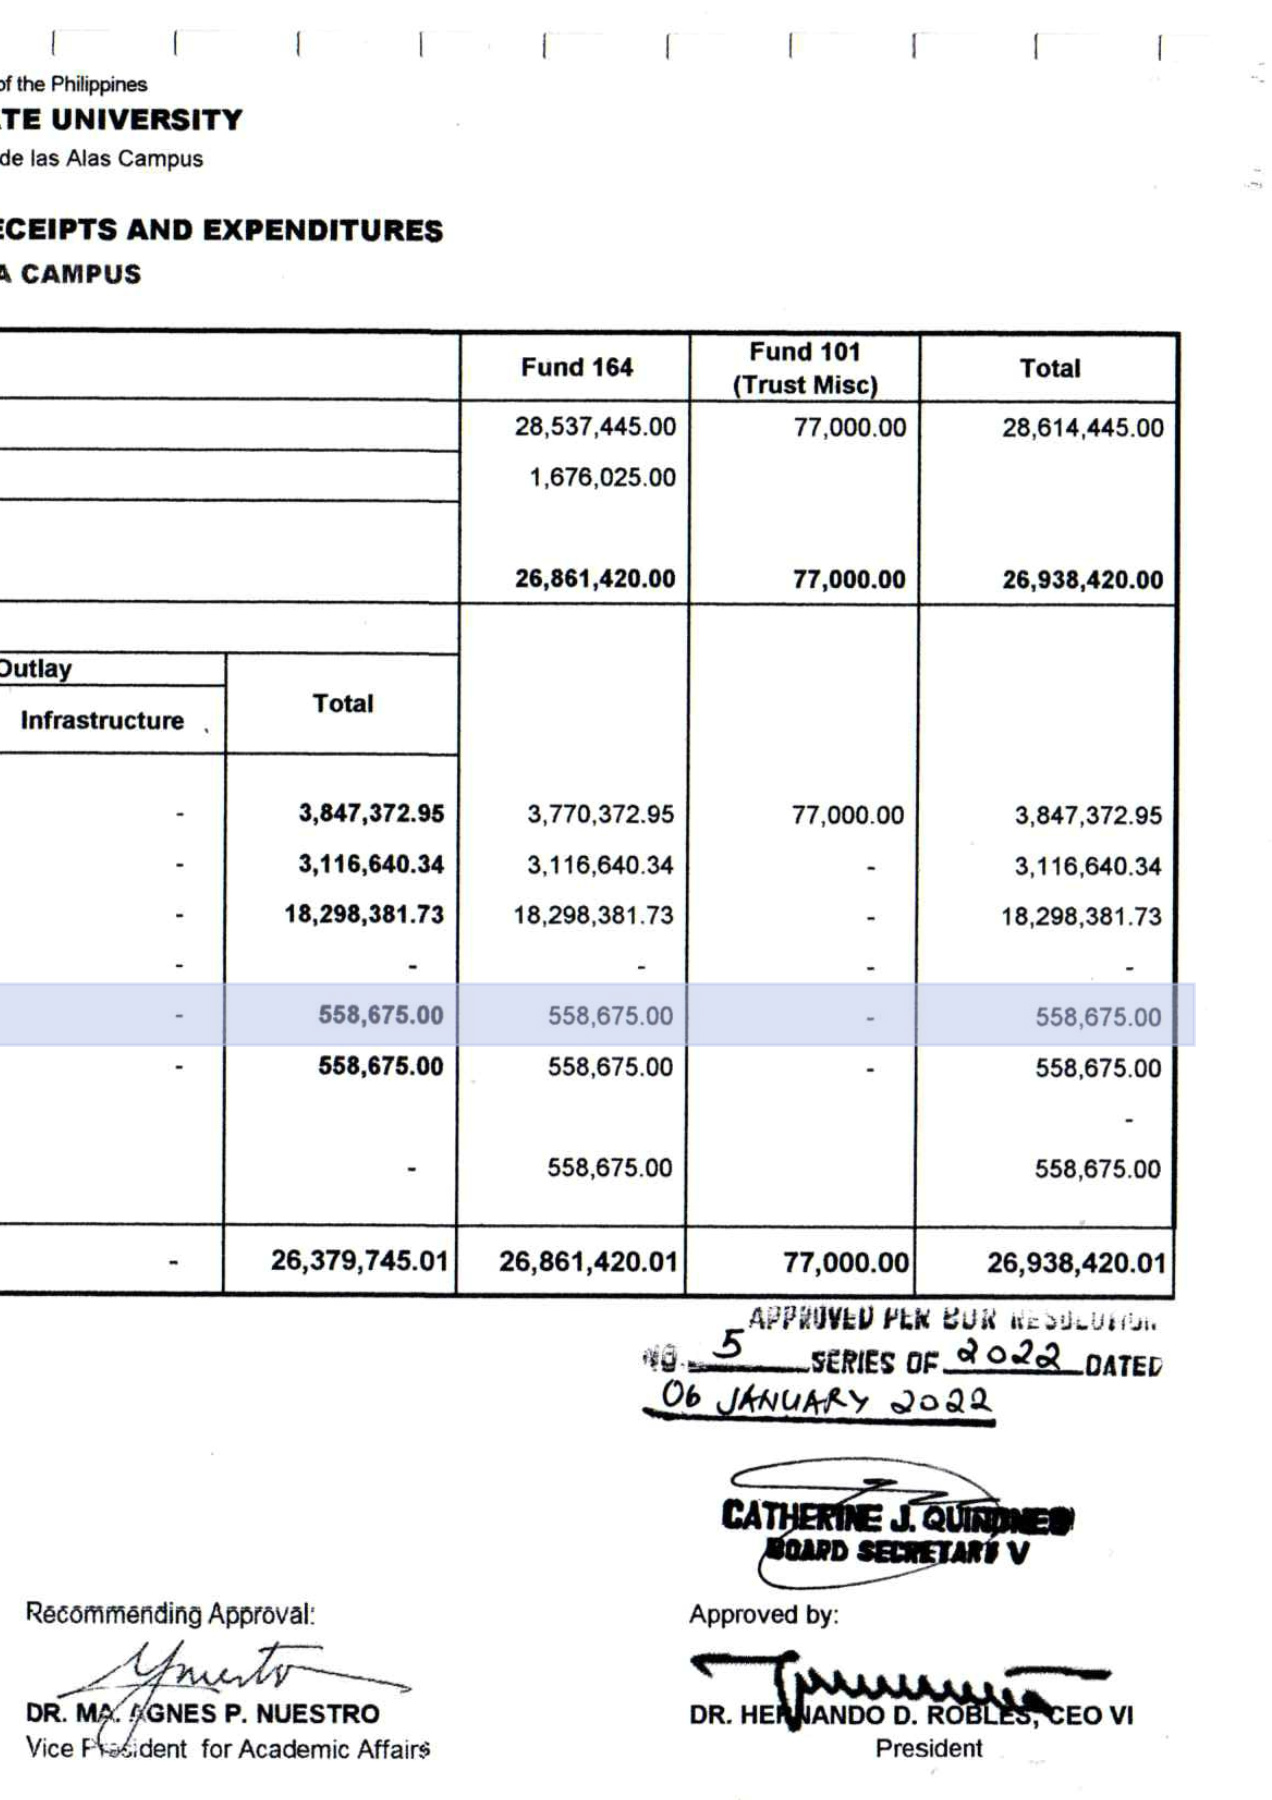 of the Philippines
TE UNIVERSITY
de las Alas Campus
ECEIPTS AND EXPENDITURES
A CAMPUS
Fund 164 Fund 101 (Trust Misc) Total
28,537,445.00 77,000.00 28,614,445.00
1,676,025.00
26,861,420.00 77,000.00 26,938,420.00
Outlay
Infrastructure Total
- 3,847,372.95 3,770,372.95 77,000.00 3,847,372.95
- 3,116,640.34 3,116,640.34 - 3,116,640.34
- 18,298,381.73 18,298,381.73 - 18,298,381.73
- - - - -
- 558,675.00 558,675.00 - 558,675.00
- 558,675.00 558,675.00 - 558,675.00
-
- 558,675.00 558,675.00
- 26,379,745.01 26,861,420.01 77,000.00 26,938,420.01
APPROVED PER BOR RESOLUTION
NO. 5 SERIES OF 2022 DATED
06 JANUARY 2022
CATHERINE J. QUINONES
BOARD SECRETARY V
Recommending Approval: Approved by:
DR. MA. AGNES P. NUESTRO DR. HERNANDO D. ROBLES, CEO VI
Vice President for Academic Affairs President